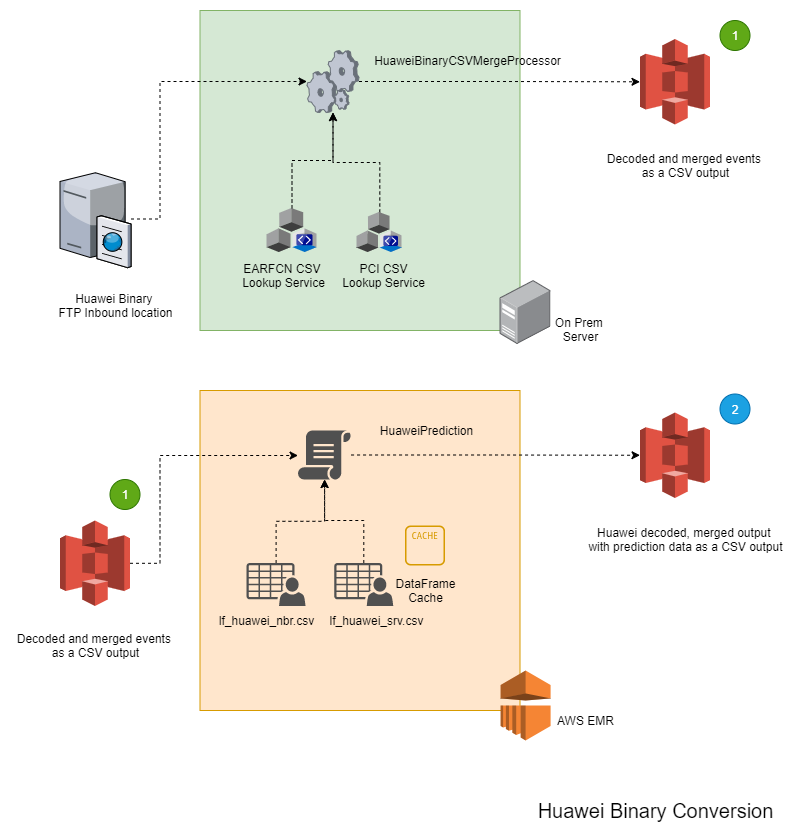 1
HuaweiBinaryCSVMergeProcessor
Decoded and merged events
as a CSV output
Huawei Binary
FTP Inbound location
EARFCN CSV
Lookup Service
PCI CSV
Lookup Service
On Prem
Server
2
HuaweiPrediction
1
Huawei decoded, merged output
with prediction data as a CSV output
CACHE
DataFrame
Cache
lf_huawei_nbr.csv
lf_huawei_srv.csv
Decoded and merged events
as a CSV output
AWS EMR
Huawei Binary Conversion